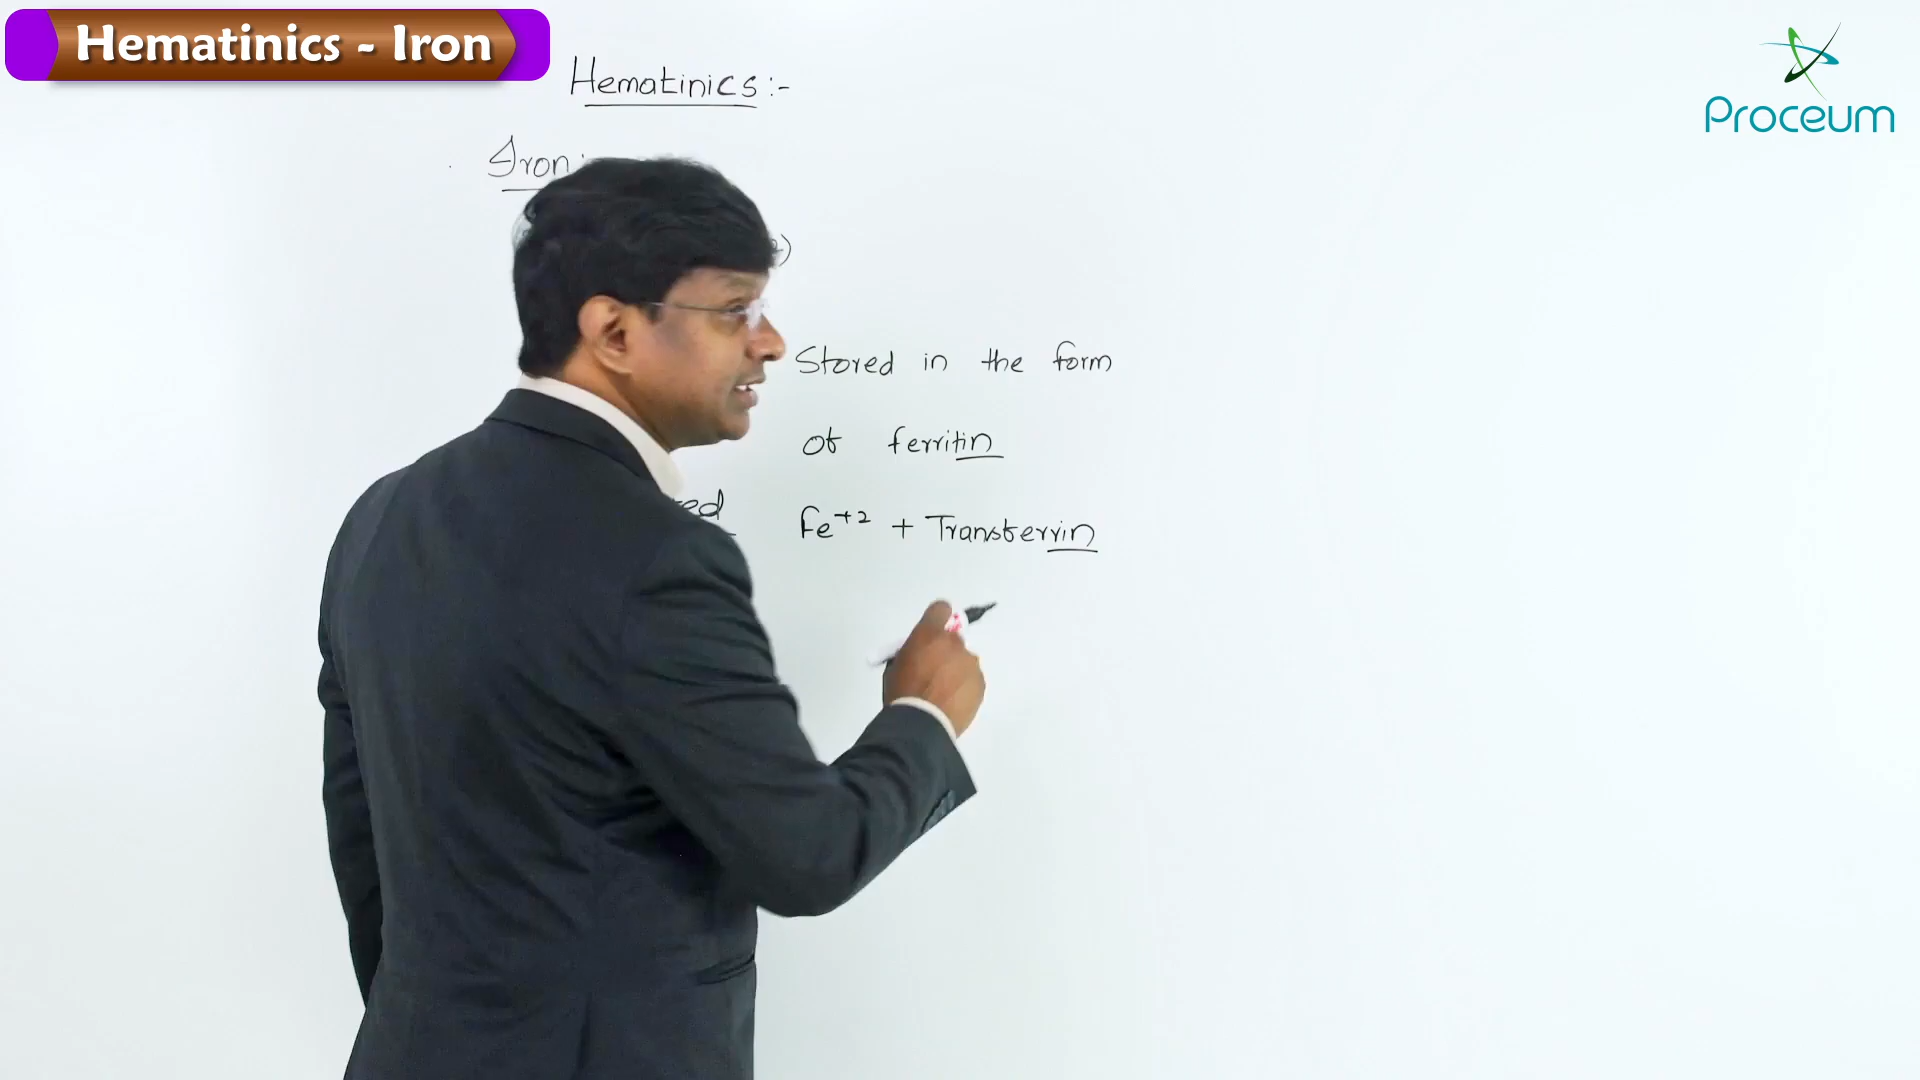 Hematinics - Iron
Proceum
Hematinics :-
Iron :
Stored in the form
of ferritin
Fe+2 + Transferrin